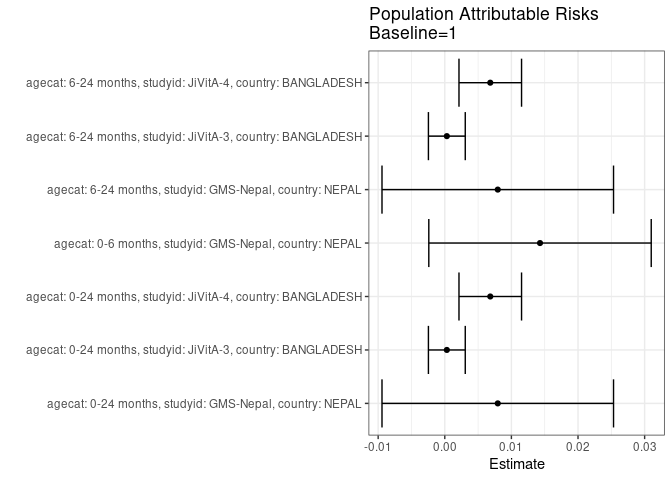 Population Attributable Risks
Baseline=1
agecat: 6-24 months, studyid: JiVitA-4, country: BANGLADESH
agecat: 6-24 months, studyid: JiVitA-3, country: BANGLADESH
agecat: 6-24 months, studyid: GMS-Nepal, country: NEPAL
agecat: 0-6 months, studyid: GMS-Nepal, country: NEPAL
agecat: 0-24 months, studyid: JiVitA-4, country: BANGLADESH
agecat: 0-24 months, studyid: JiVitA-3, country: BANGLADESH
agecat: 0-24 months, studyid: GMS-Nepal, country: NEPAL
-0.01 0.00 0.01 0.02 0.03
Estimate